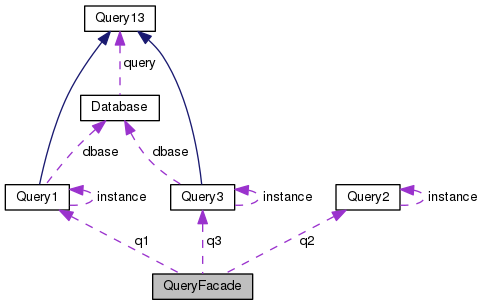 Query13
query
Database
dbase
dbase
Query1
instance
Query3
instance
Query2
instance
q1
q3
q2
QueryFacade